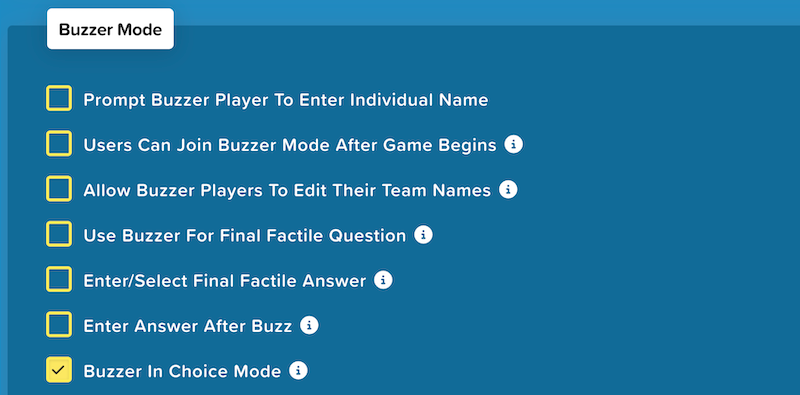 Buzzer Mode
Prompt Buzzer Player To Enter Individual Name
Users Can Join Buzzer Mode After Game Begins
Allow Buzzer Players To Edit Their Team Names
Use Buzzer For Final Factile Question
Enter/Select Final Factile Answer
Enter Answer After Buzz
Buzzer In Choice Mode